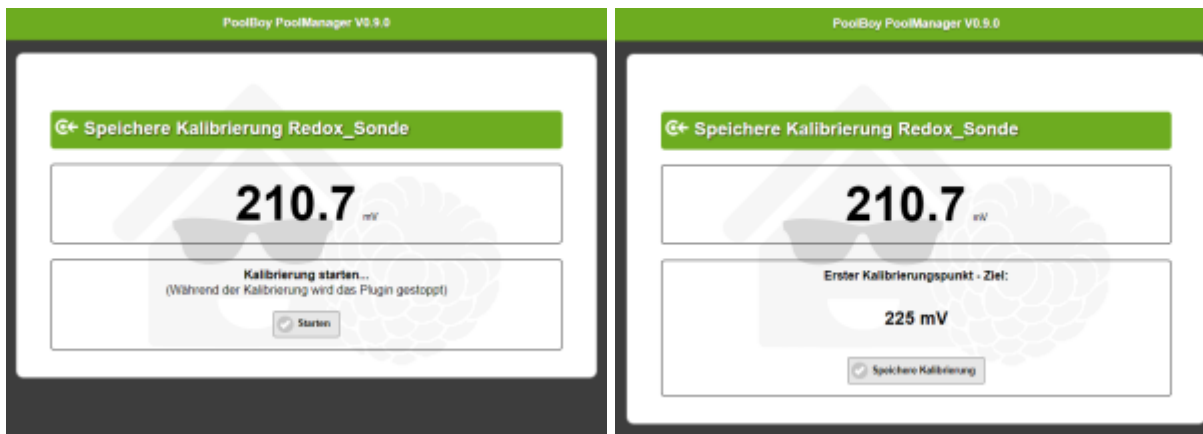 PoolBoy PoolManager V0.9.0
Speichere Kalibrierung Redox_Sonde
210.7 mV
Kalibrierung starten...
(Während der Kalibrierung wird das Plugin gestoppt)
Starten
PoolBoy PoolManager V0.9.0
Speichere Kalibrierung Redox_Sonde
210.7 mV
Erster Kalibrierungspunkt - Ziel:
225 mV
Speichere Kalibrierung